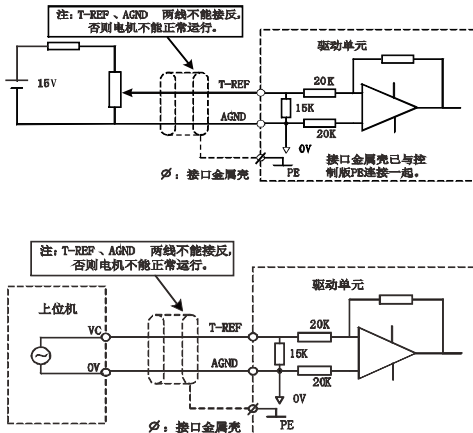 注: T-REF 、AGND 两线不能接反,
否则电机不能正常运行。
驱动单元
15V
T-REF
20K
15K
AGND
20K
0V
Ø: 接口金属壳
PE
接口金属壳已与控
制版PE连接一起。
注: T-REF 、AGND 两线不能接反,
否则电机不能正常运行。
上位机
驱动单元
VC
T-REF
20K
15K
0V
AGND
20K
0V
Ø: 接口金属壳
PE